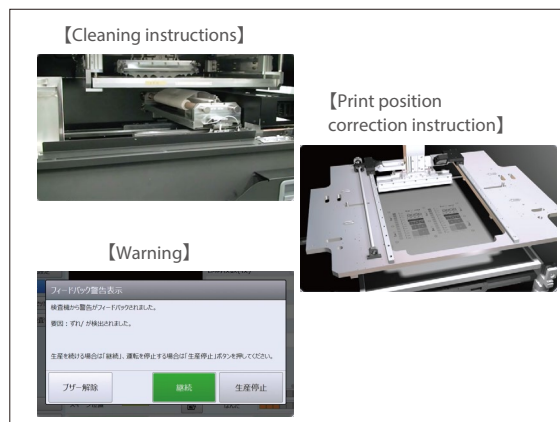 【Cleaning instructions】
【Print position
correction instruction】
【Warning】
フィードバック警告表示
検査機から警告がフィードバックされました。
要因：ずれ/ が検出されました。
生産を続ける場合は「継続」、運転を停止する場合は「生産停止」ボタンを押してください。
ブザー解除
継続
生産停止